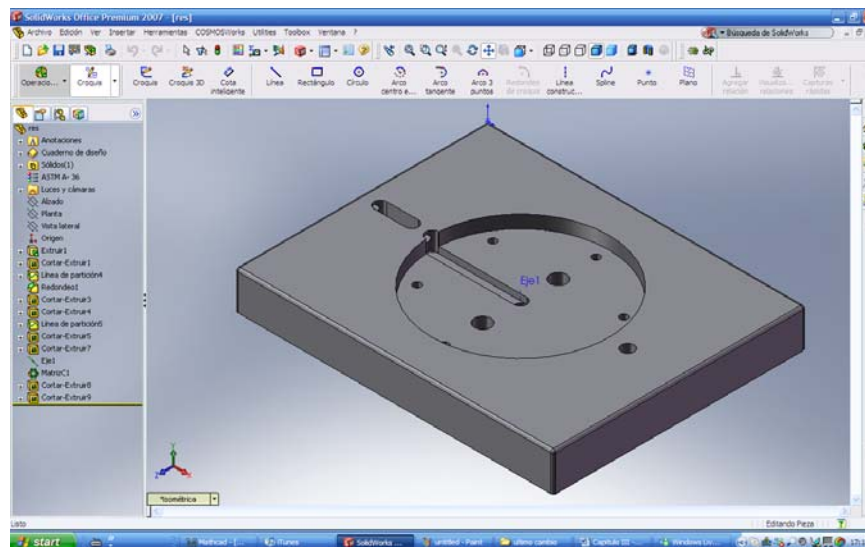 SolidWorks Office Premium 2007 - [res]
Archivo Edición Ver Insertar Herramientas COSMOSWorks Utilities Toolbox Ventana ?
Búsqueda de SolidWorks
Operacio... Croquis Croquis Croquis 3D Cota inteligente Línea Rectángulo Círculo Arco centro e... Arco tangente Arco 3 puntos Redondeo de croquis Línea construc... Spline Punto Plano Agregar relación Visualiz... relaciones Capturas rápidas
res
Anotaciones
Cuaderno de diseño
Sólidos(1)
ASTM A- 36
Luces y cámaras
Alzado
Planta
Vista lateral
Origen
Extruir1
Cortar-Extruir1
Línea de partición4
Redondeo1
Cortar-Extruir3
Cortar-Extruir4
Línea de partición5
Cortar-Extruir5
Cortar-Extruir7
Eje1
MatrizC1
Cortar-Extruir8
Cortar-Extruir9
Eje1
*Isométrica
Listo
Editando Pieza
start
Mathcad - [...
iTunes
SolidWorks ...
untitled - Paint
ultimo cambio
Capitulo III -...
Windows Liv...